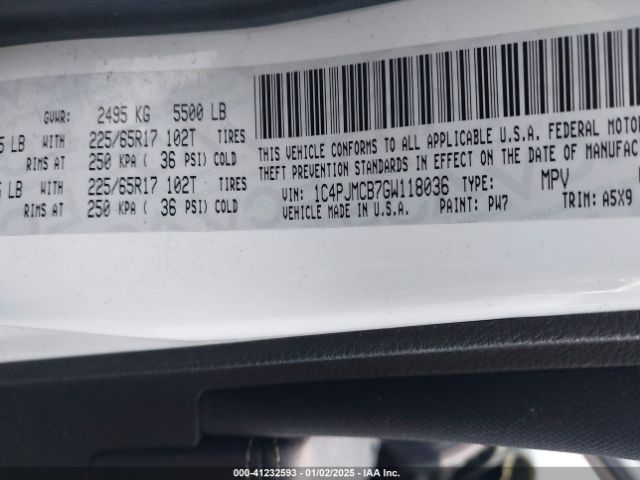 GVWR: 2495 KG 5500 LB
5 LB WITH 225/65R17 102T TIRES
RIMS AT 250 KPA ( 36 PSI) COLD
5 LB WITH 225/65R17 102T TIRES
RIMS AT 250 KPA ( 36 PSI) COLD
THIS VEHICLE CONFORMS TO ALL APPLICABLE U.S.A. FEDERAL MOTOR
THEFT PREVENTION STANDARDS IN EFFECT ON THE DATE OF MANUFAC
VIN: 1C4PJMCB7GW118036 TYPE: MPV
VEHICLE MADE IN U.S.A. PAINT: PW7 TRIM: A5X9
000-41232593 - 01/02/2025 - IAA Inc.